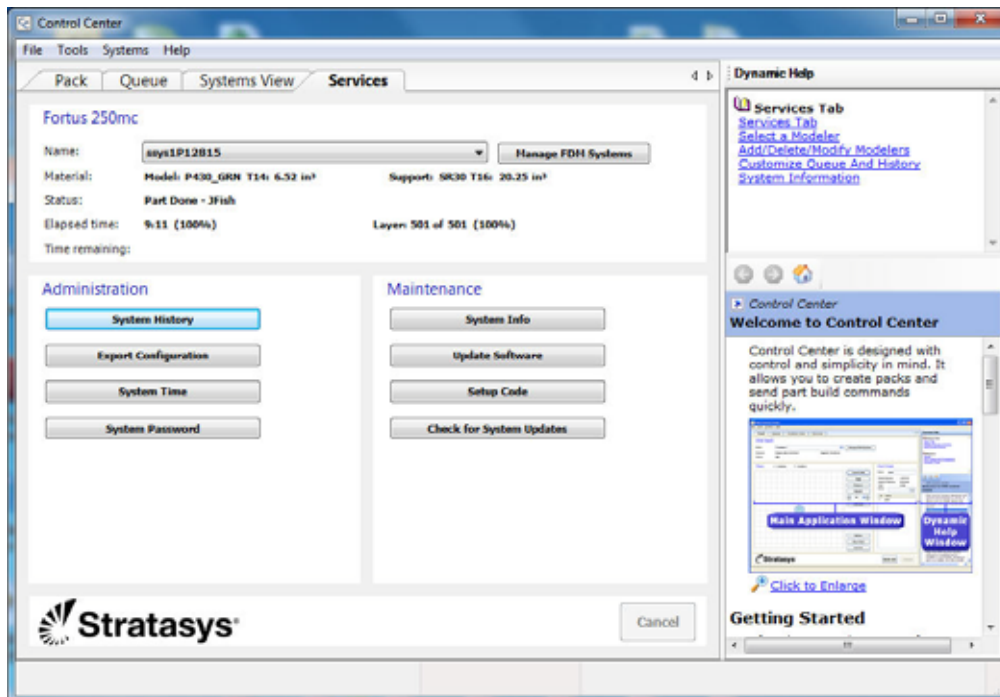 Control Center
File Tools Systems Help
Pack Queue Systems View Services
Fortus 250mc
Name: ssys1P12815 Manage FDM Systems
Material: Model: P430_GRN T14: 6.52 in³ Support: SR30 T16: 20.25 in³
Status: Part Done - JFish
Elapsed time: 9:11 (100%) Layer: 501 of 501 (100%)
Time remaining:
Administration
System History
Export Configuration
System Time
System Password
Maintenance
System Info
Update Software
Setup Code
Check for System Updates
Stratasys
Cancel
Dynamic Help
Services Tab
Services Tab
Select a Modeler
Add/Delete/Modify Modelers
Customize Queue And History
System Information
Control Center
Welcome to Control Center
Control Center is designed with
control and simplicity in mind. It
allows you to create packs and
send part build commands
quickly.
Main Application Window
Dynamic
Help
Window
Stratasys
Click to Enlarge
Getting Started